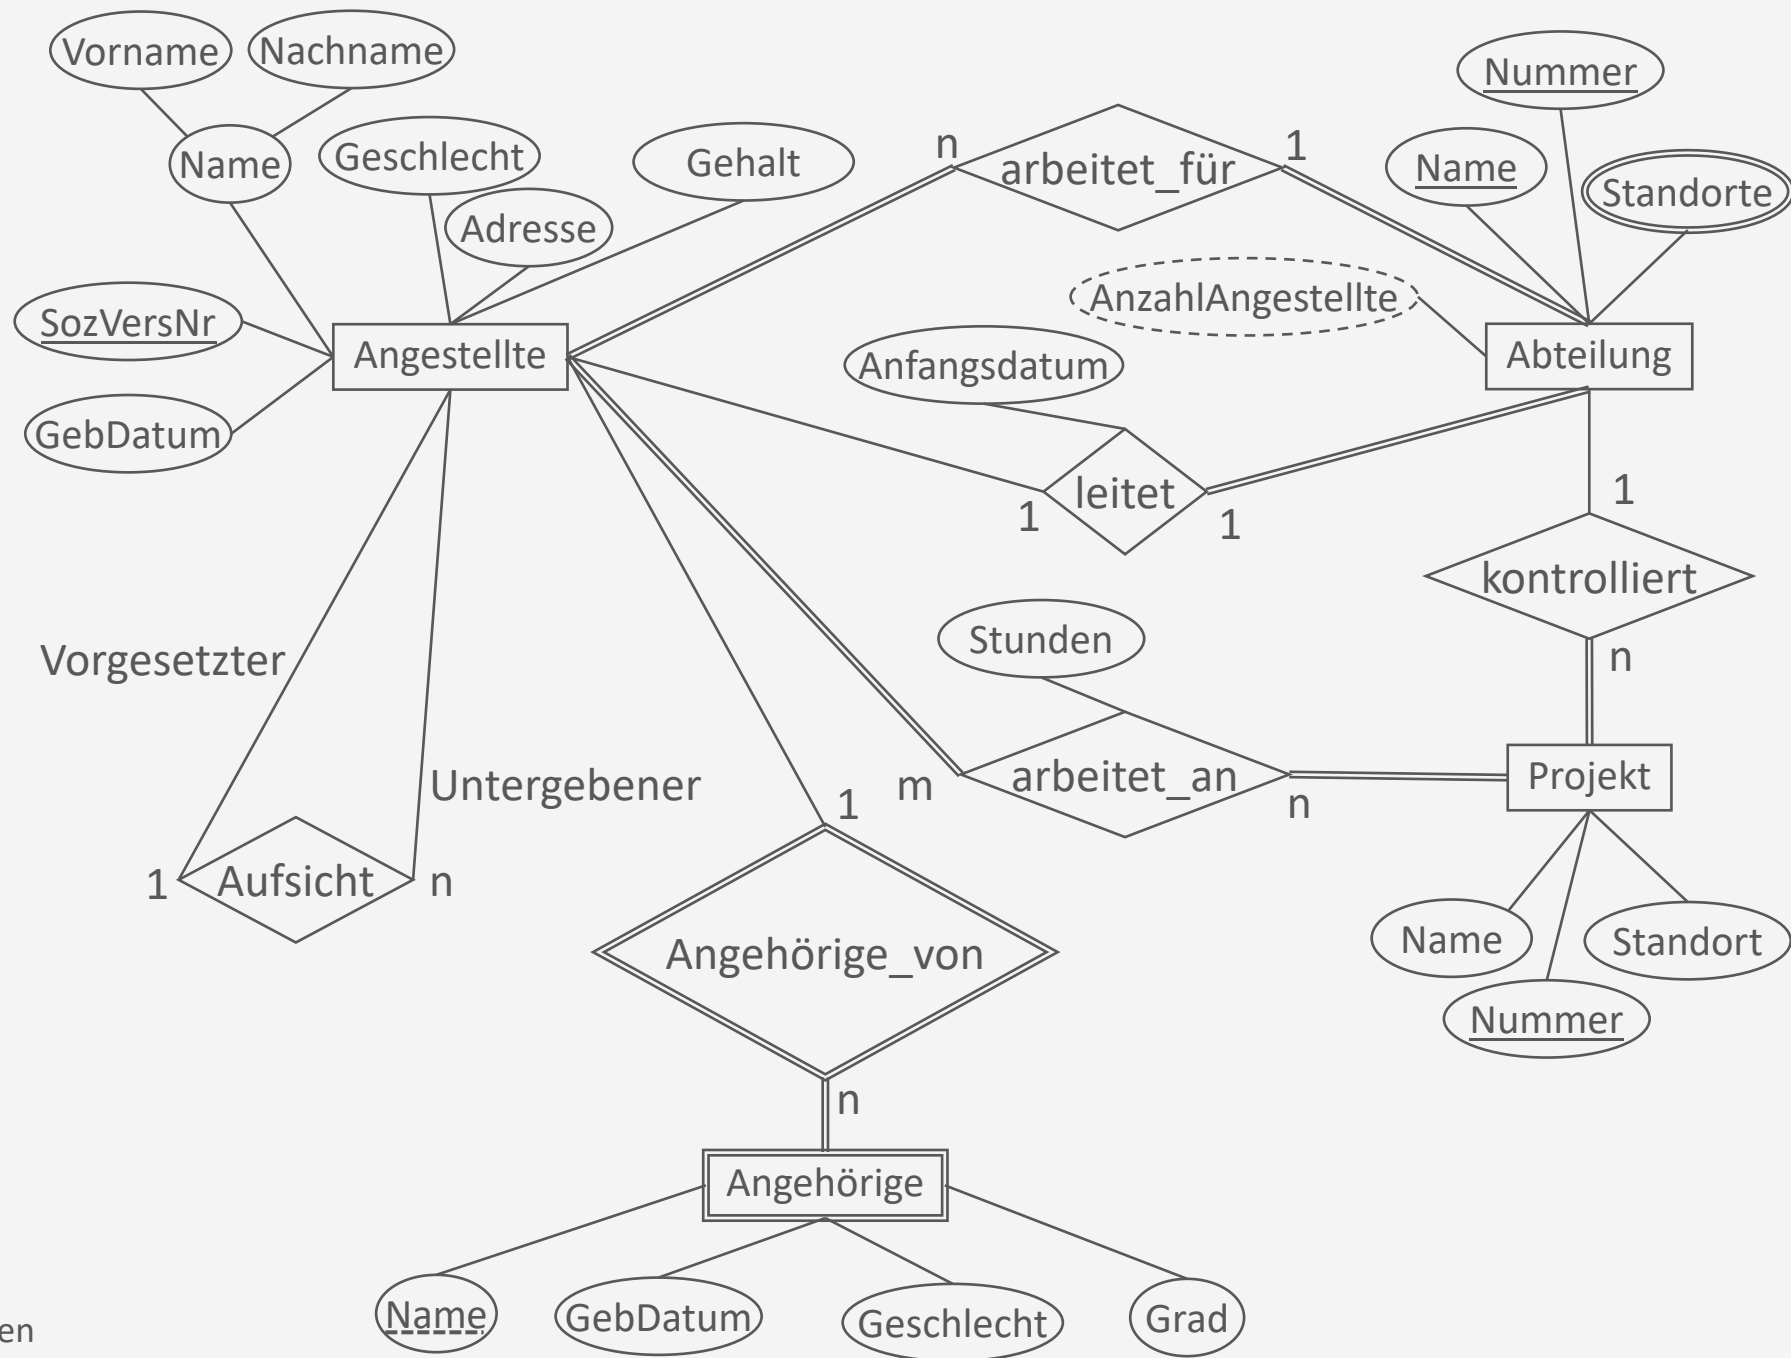 Vorname
Nachname
Name
Geschlecht
Adresse
Gehalt
SozVersNr
GebDatum
Angestellte
n
arbeitet_für
1
Nummer
Name
Standorte
AnzahlAngestellte
Abteilung
Anfangsdatum
1
leitet
1
1
kontrolliert
n
Vorgesetzter
Untergebener
1
Aufsicht
n
Stunden
m
arbeitet_an
n
Projekt
Name
Standort
Nummer
1
Angehörige_von
n
Angehörige
Name
GebDatum
Geschlecht
Grad
en